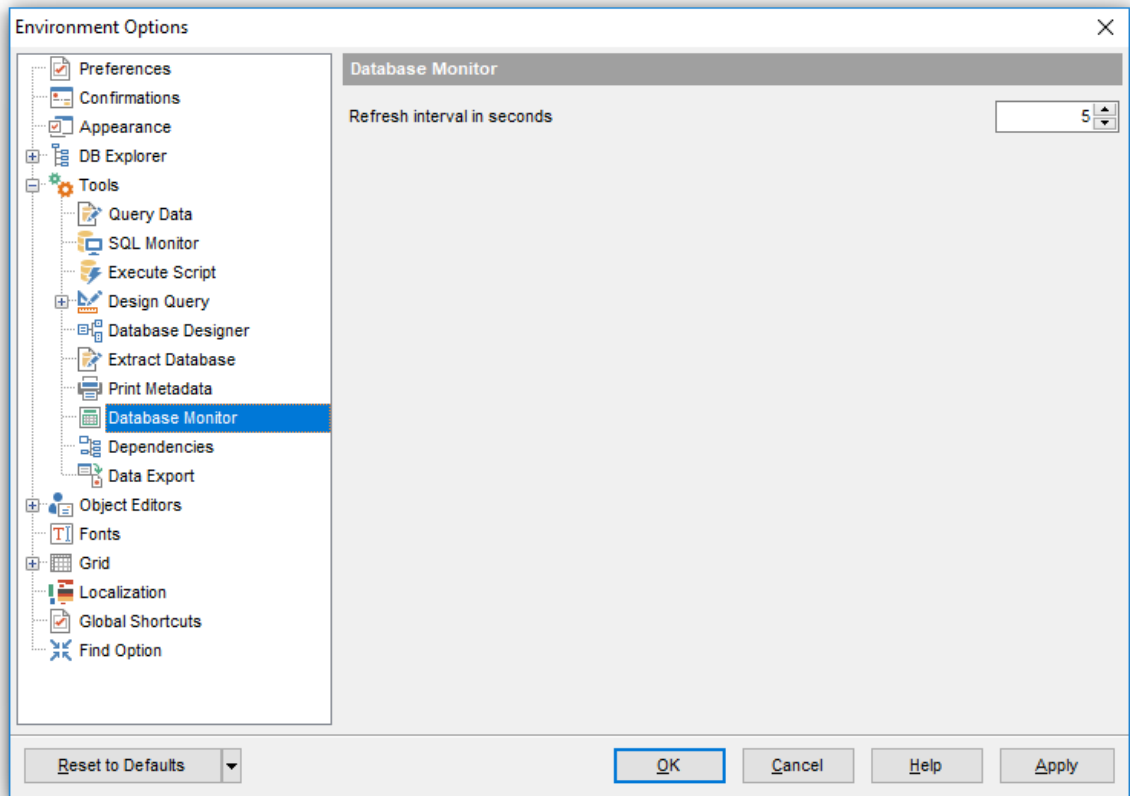 Environment Options
Preferences
Confirmations
Appearance
DB Explorer
Tools
Query Data
SQL Monitor
Execute Script
Design Query
Database Designer
Extract Database
Print Metadata
Database Monitor
Dependencies
Data Export
Object Editors
Fonts
Grid
Localization
Global Shortcuts
Find Option
Database Monitor
Refresh interval in seconds 5
Reset to Defaults OK Cancel Help Apply